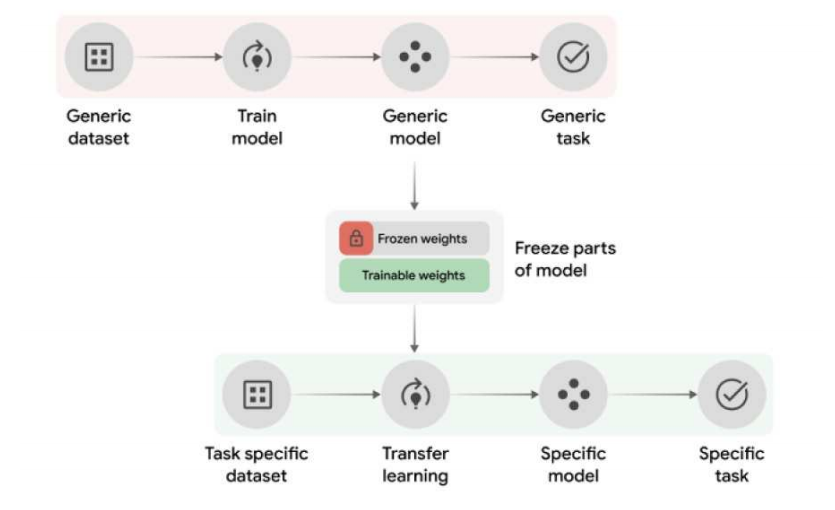 Generic
dataset
Train
model
Generic
model
Generic
task
Frozen weights
Trainable weights
Freeze parts
of model
Task specific
dataset
Transfer
learning
Specific
model
Specific
task